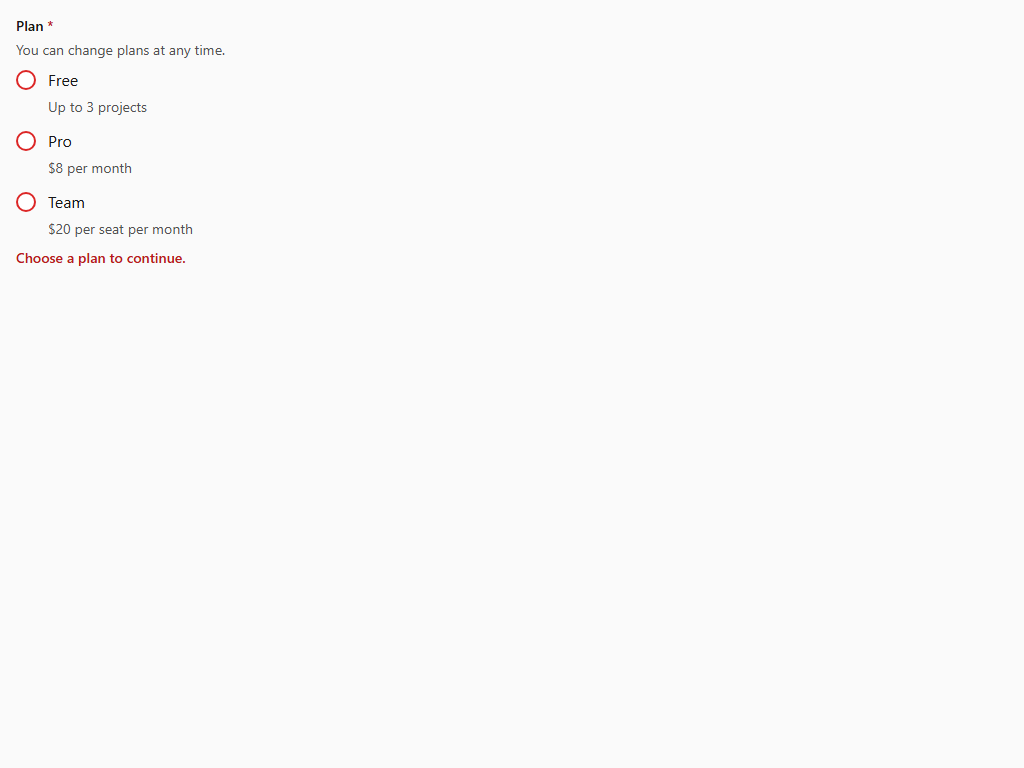 Plan *
You can change plans at any time.
Free
Up to 3 projects
Pro
$8 per month
Team
$20 per seat per month
Choose a plan to continue.